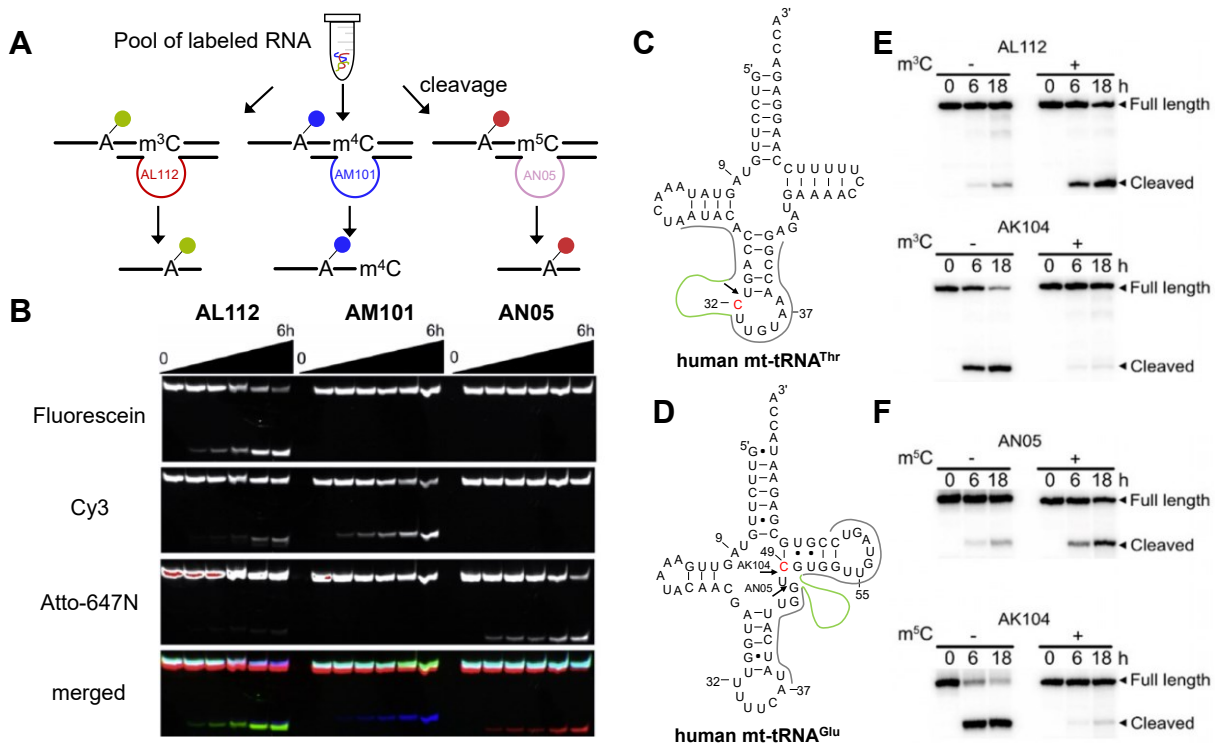 A
Pool of labeled RNA
cleavage
A m³C
A m⁴C
A m⁵C
AL112
AM101
AN05
A
A m⁴C
A
B
AL112 AM101 AN05
0 6h 0 6h 0 6h
Fluorescein
Cy3
Atto-647N
merged
C
3'
5'
9
32
37
human mt-tRNAᵀʰʳ
D
3'
5'
9
49
AK104
AN05
55
32
37
human mt-tRNAᴳˡᵘ
E
AL112
m³C - +
0 6 18 0 6 18 h
Full length
Cleaved
AK104
m³C - +
0 6 18 0 6 18 h
Full length
Cleaved
F
AN05
m⁵C - +
0 6 18 0 6 18 h
Full length
Cleaved
AK104
m⁵C - +
0 6 18 0 6 18 h
Full length
Cleaved